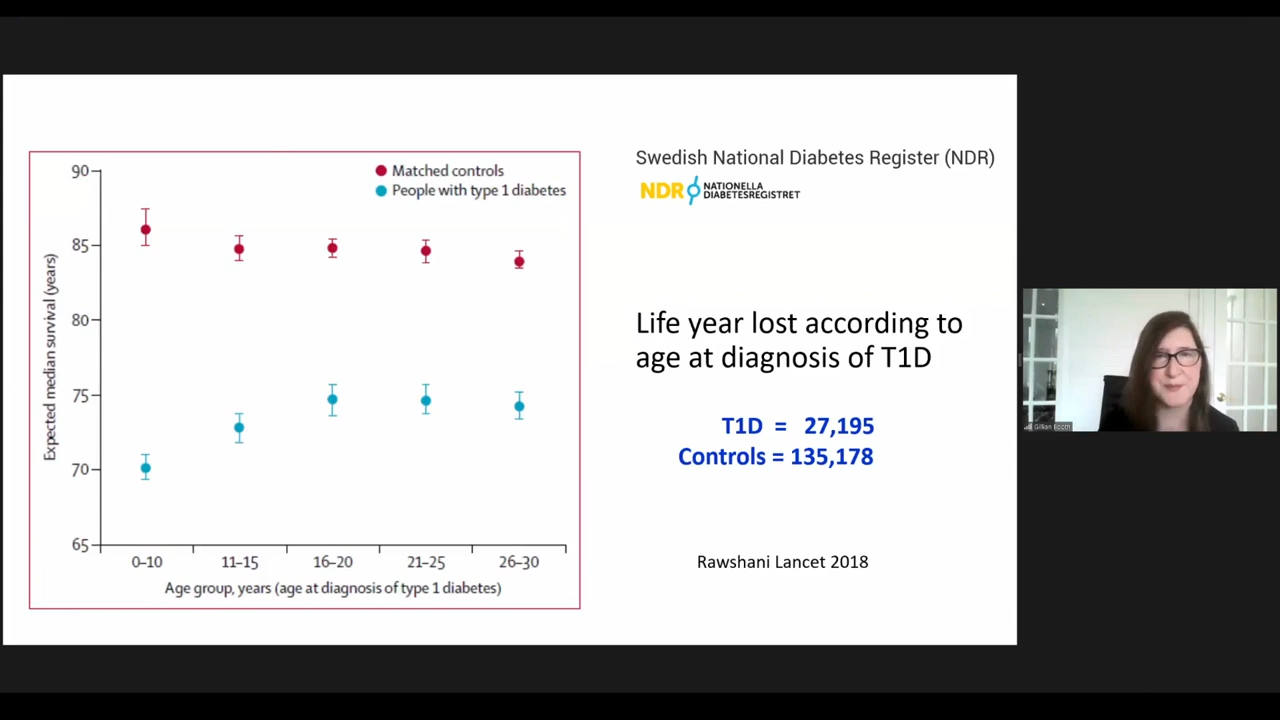 Matched controls
People with type 1 diabetes
90
85
80
75
70
65
Expected median survival (years)
0–10
11–15
16–20
21–25
26–30
Age group, years (age at diagnosis of type 1 diabetes)
Swedish National Diabetes Register (NDR)
NDR NATIONELLA
DIABETESREGISTRET
Life year lost according to
age at diagnosis of T1D
T1D = 27,195
Controls = 135,178
Rawshani Lancet 2018
Gillian Booth